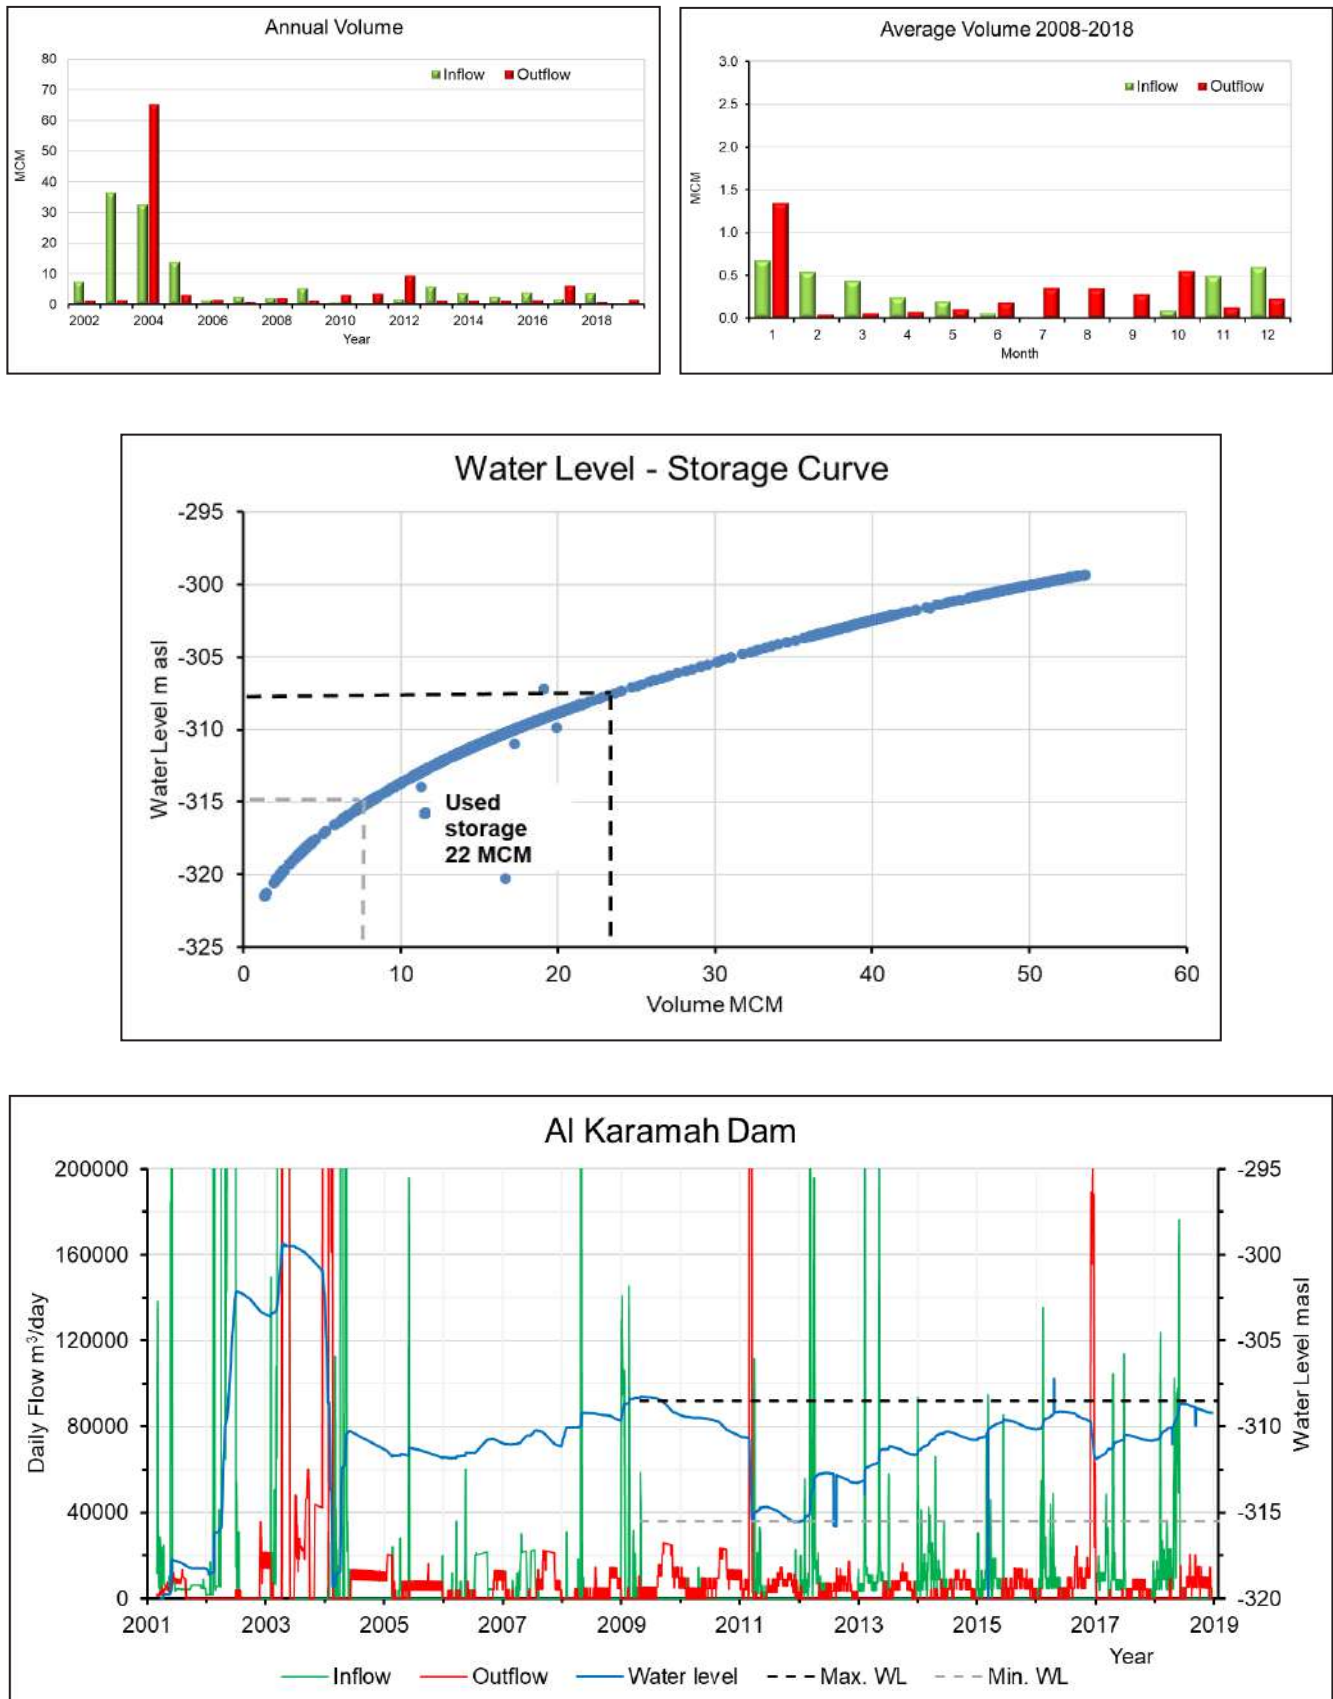 Annual Volume
Inflow Outflow
80
70
60
50
40
30
20
10
0
MCM
2002 2004 2006 2008 2010 2012 2014 2016 2018
Year
Average Volume 2008-2018
Inflow Outflow
3.0
2.5
2.0
1.5
1.0
0.5
0.0
MCM
1 2 3 4 5 6 7 8 9 10 11 12
Month
Water Level - Storage Curve
-295
-300
-305
-310
-315
-320
-325
Water Level m asl
Used
storage
22 MCM
0 10 20 30 40 50 60
Volume MCM
Al Karamah Dam
200000
160000
120000
80000
40000
0
Daily Flow m³/day
-295
-300
-305
-310
-315
-320
Water Level masl
2001 2003 2005 2007 2009 2011 2013 2015 2017 2019
Year
Inflow Outflow Water level Max. WL Min. WL